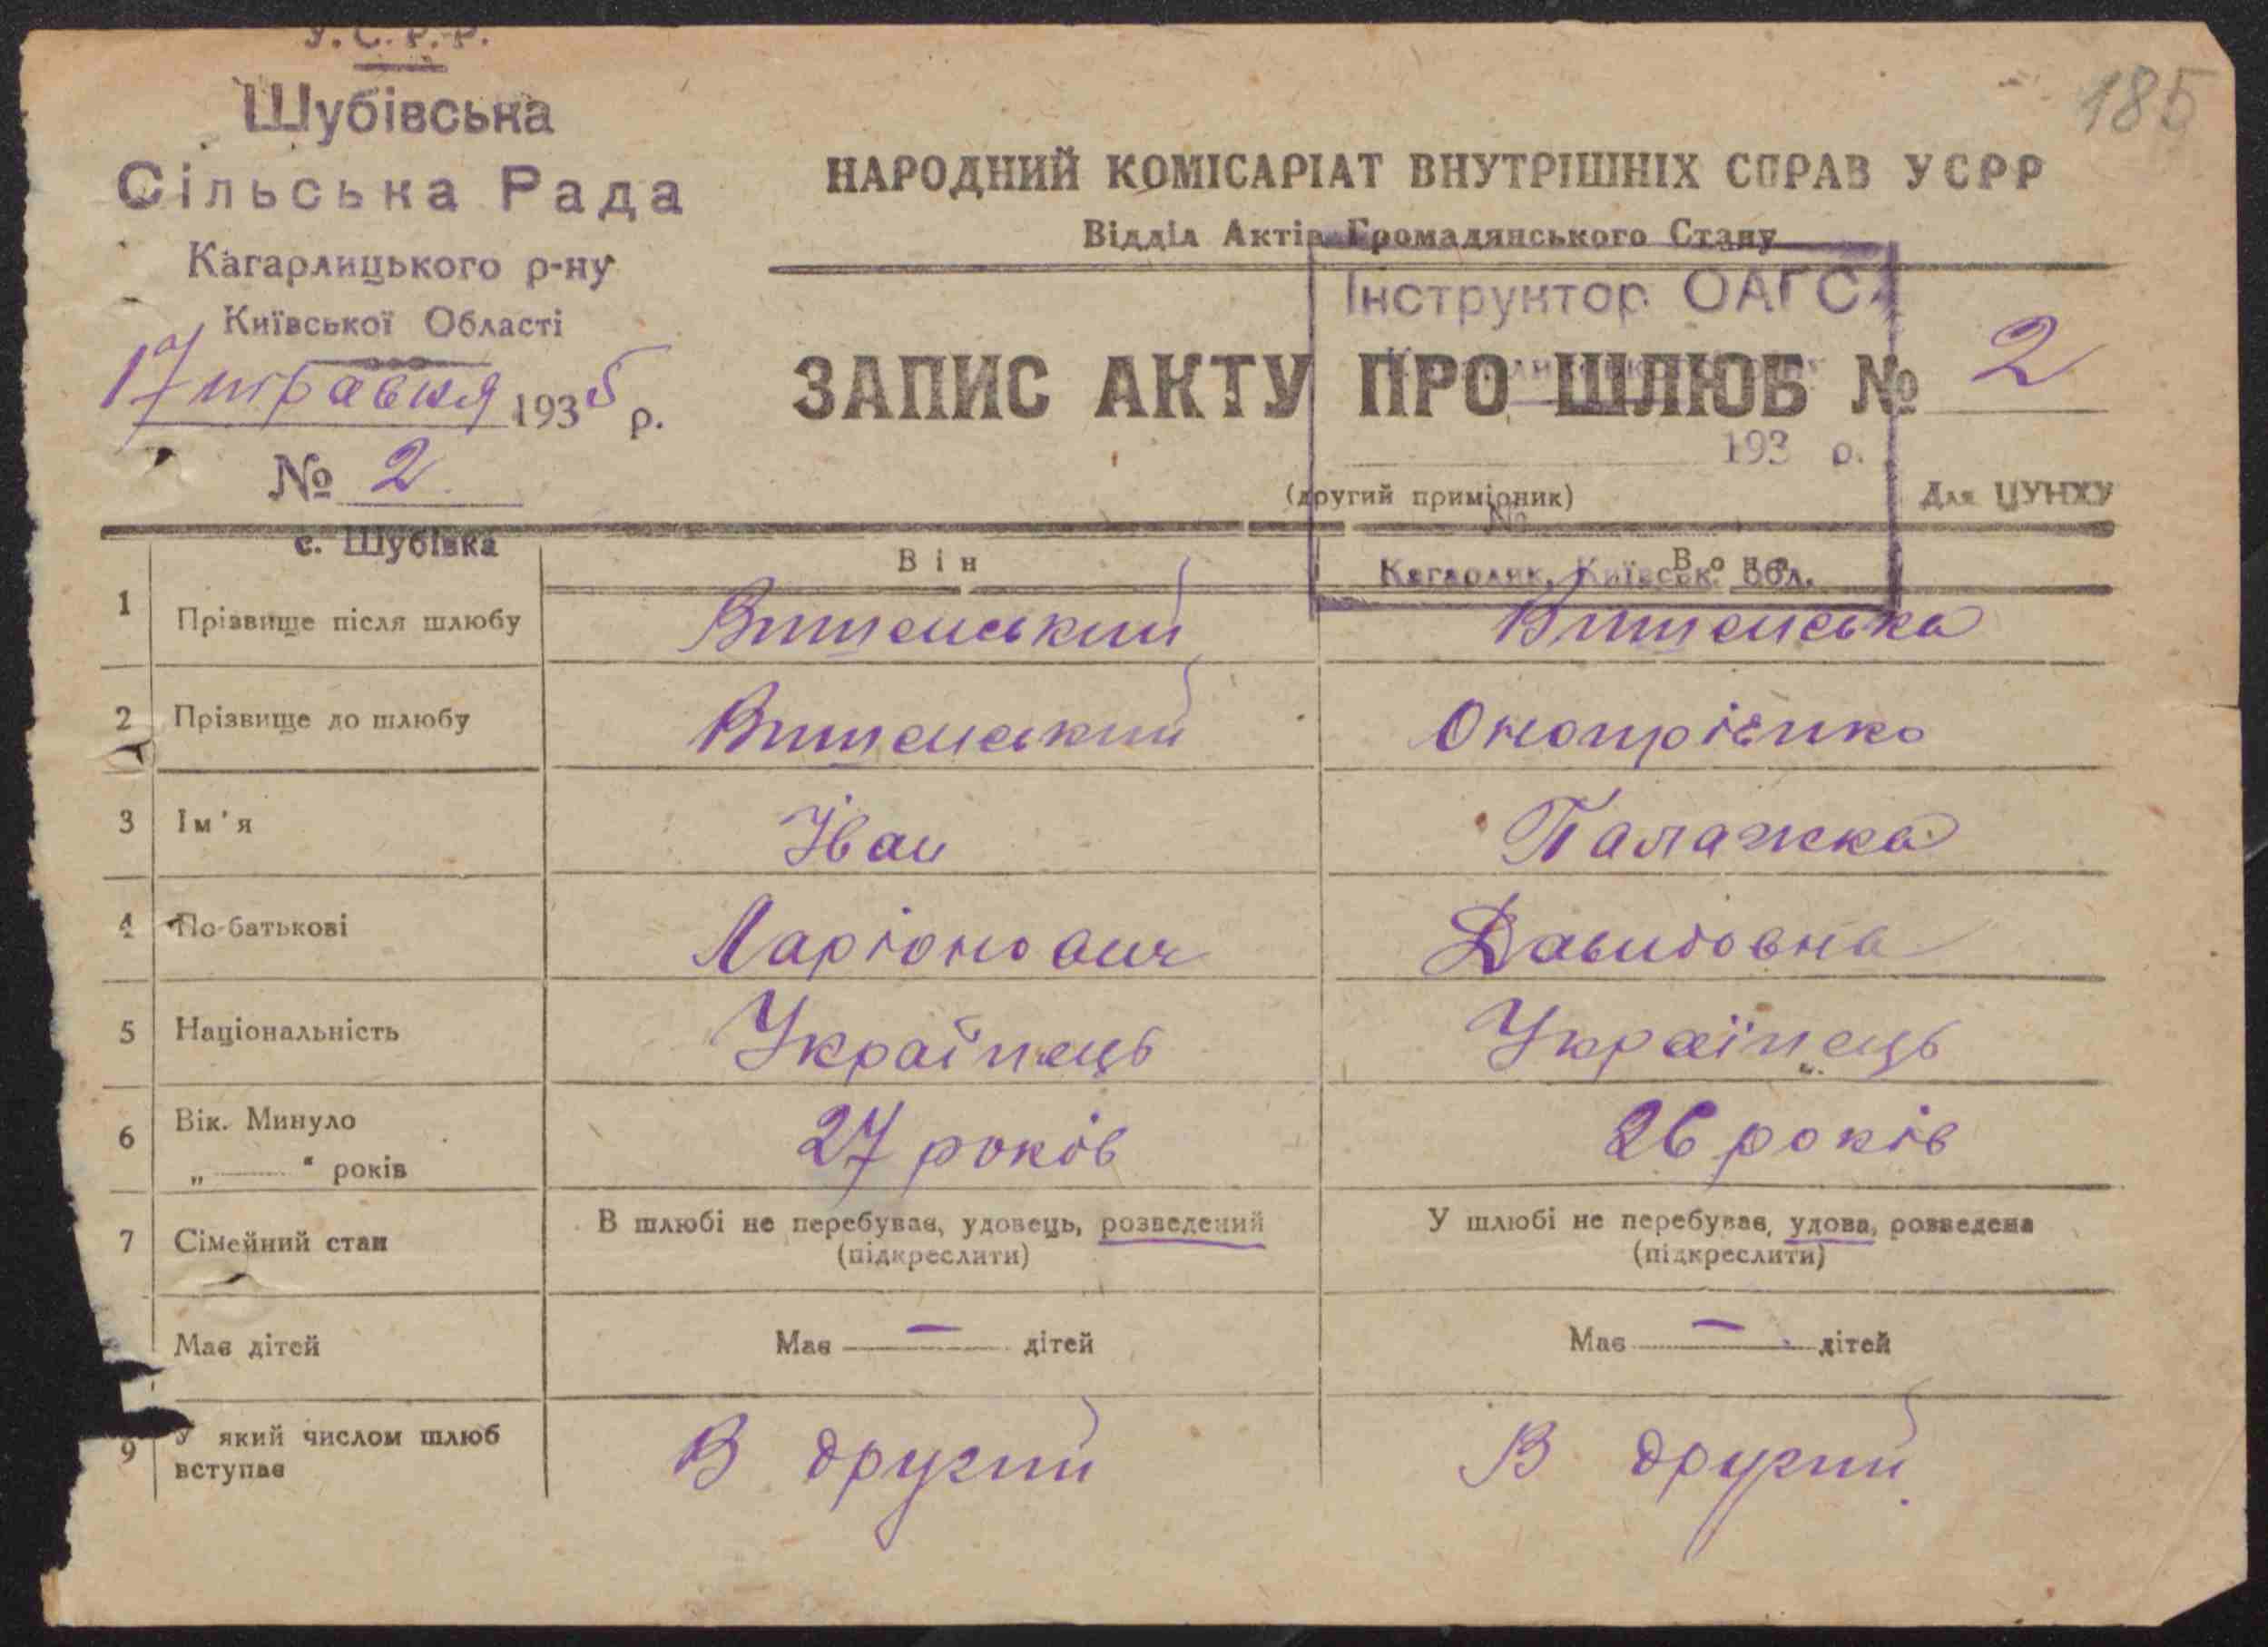 У.С.Р.Р.
Шубівська
Сільська Рада
Кагарлицького р-ну
Київської Області
17 травня 1935 р.
№ 2
с. Шубівка
185
НАРОДНИЙ КОМІСАРІАТ ВНУТРІШНІХ СПРАВ УСРР
Відділ Актів Громадянського Стану
Інструктор ОАГС
ЗАПИС АКТУ ПРО ШЛЮБ № 2
193 р.
(другий примірник)
Для ЦУНХУ
№
Кагарлик, Київськ. обл.
Він Вона
1 Прізвище після шлюбу Вишемський Вишемська
2 Прізвище до шлюбу Вишемський Онопрієнко
3 Ім'я Іван Палажка
4 По-батькові Ларіонович Давидовна
5 Національність Українець Українець
6 Вік. Минуло 27 років 26 років
„ “ років
7 Сімейний стан В шлюбі не перебував, удовець, розведений У шлюбі не перебував, удова, розведена
(підкреслити) (підкреслити)
Має дітей Має — дітей Має — дітей
9 У який числом шлюб В другий В другий
вступає